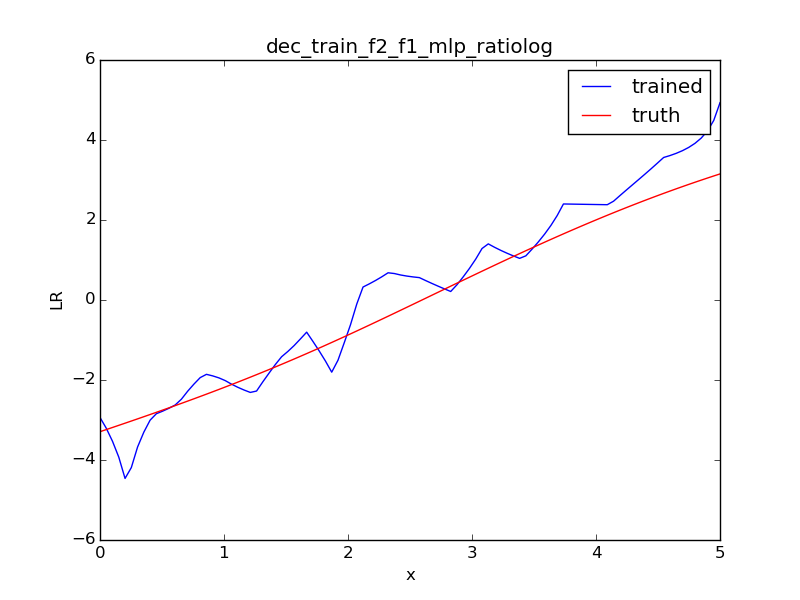 dec_train_f2_f1_mlp_ratiolog
trained
truth
6
4
2
0
−2
−4
−6
LR
0 1 2 3 4 5
x